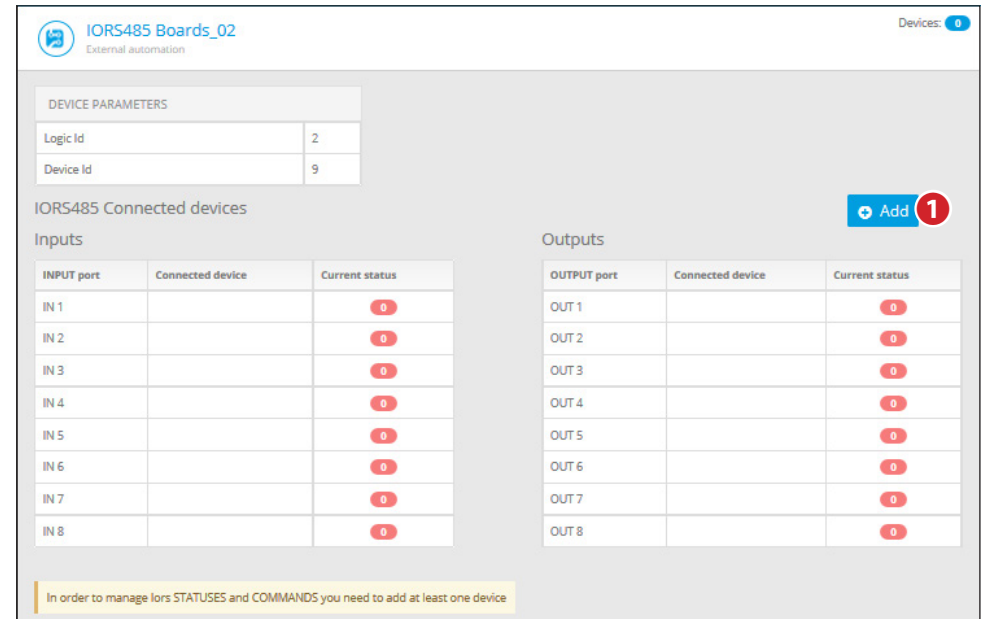 IORS485 Boards_02
External automation
Devices: 0
DEVICE PARAMETERS
Logic Id 2
Device Id 9
IORS485 Connected devices
Add 1
Inputs
INPUT port Connected device Current status
IN 1 0
IN 2 0
IN 3 0
IN 4 0
IN 5 0
IN 6 0
IN 7 0
IN 8 0
Outputs
OUTPUT port Connected device Current status
OUT 1 0
OUT 2 0
OUT 3 0
OUT 4 0
OUT 5 0
OUT 6 0
OUT 7 0
OUT 8 0
In order to manage Iors STATUSES and COMMANDS you need to add at least one device